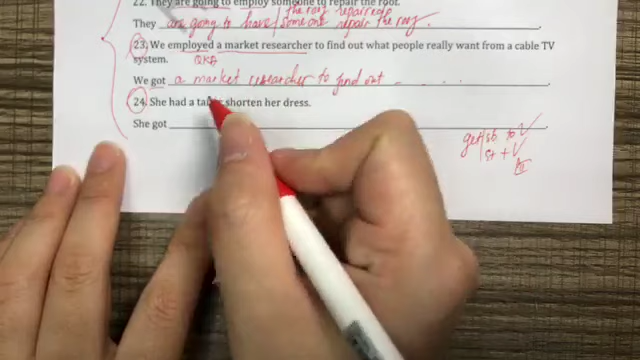 22. They are going to employ someone to repair the roof.
the roof repaired
They are going to have someone repair the roof.
23. We employed a market researcher to find out what people really want from a cable TV
system. QKĐ
We got a market researcher to find out ......
24. She had a shorten her dress.
She got
get sb to V
st + V